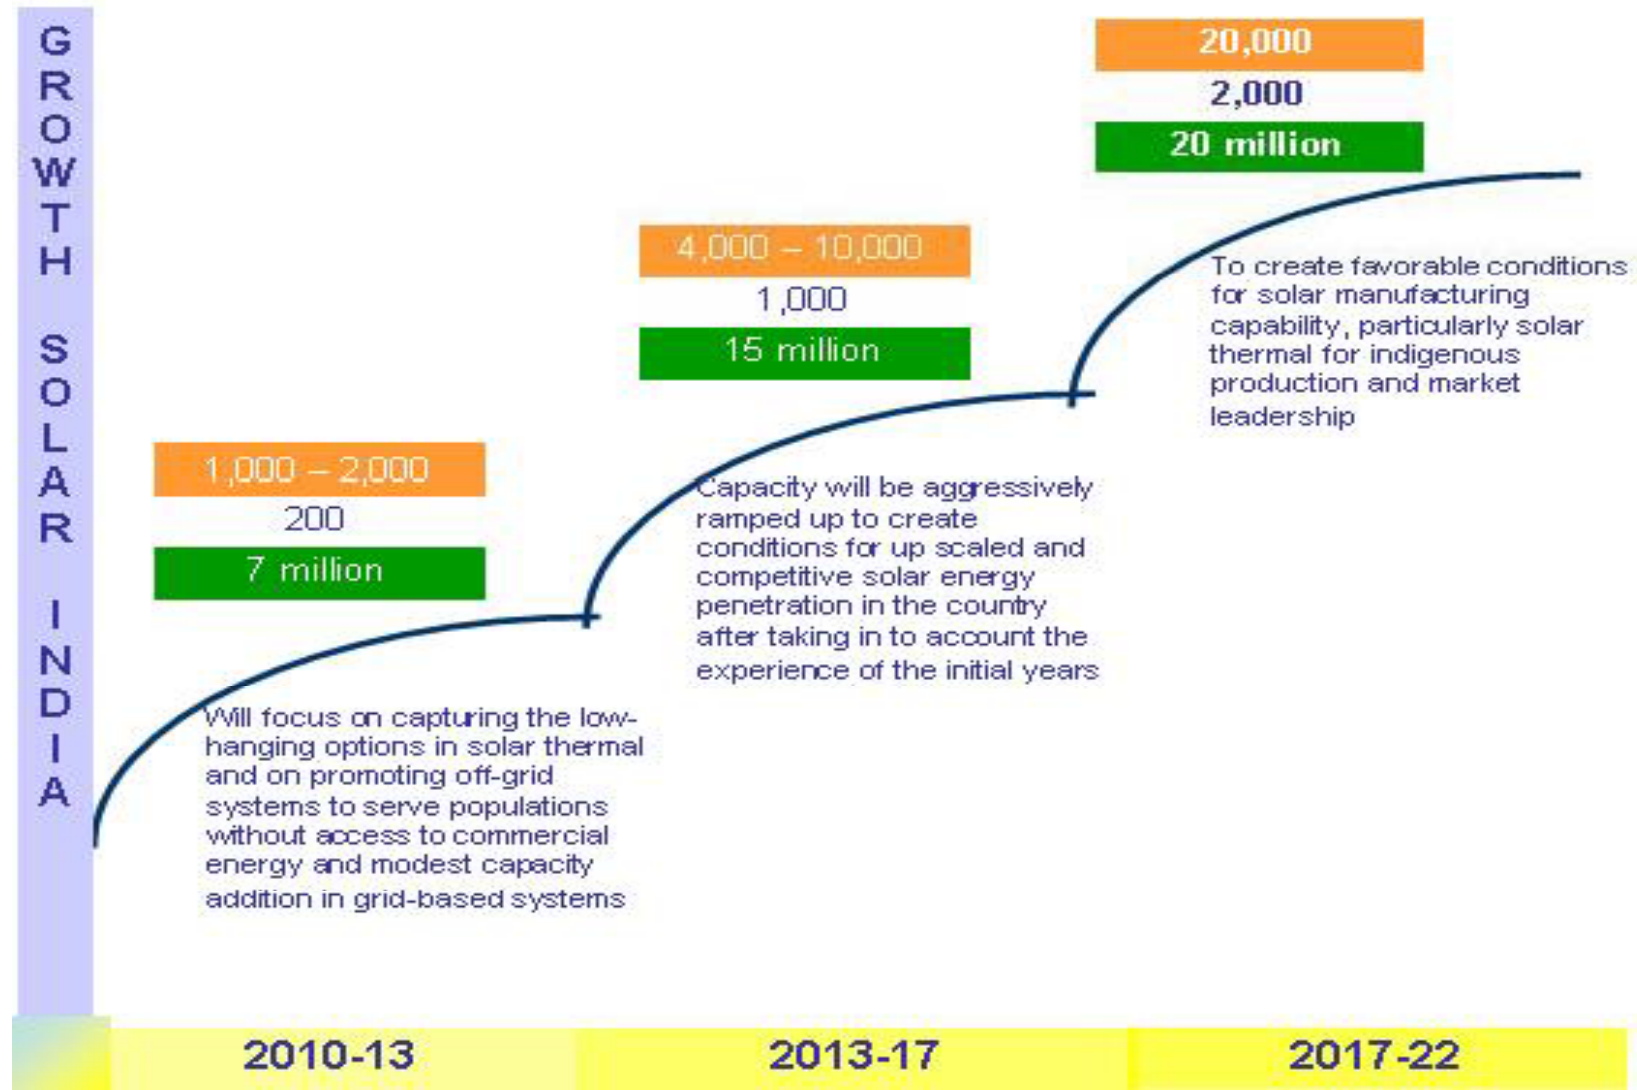 GROWTH SOLAR INDIA
20,000
2,000
20 million
4,000 – 10,000
1,000
15 million
To create favorable conditions
for solar manufacturing
capability, particularly solar
thermal for indigenous
production and market
leadership
1,000 – 2,000
200
7 million
Capacity will be aggressively
ramped up to create
conditions for up scaled and
competitive solar energy
penetration in the country
after taking in to account the
experience of the initial years
Will focus on capturing the low-
hanging options in solar thermal
and on promoting off-grid
systems to serve populations
without access to commercial
energy and modest capacity
addition in grid-based systems
2010-13
2013-17
2017-22